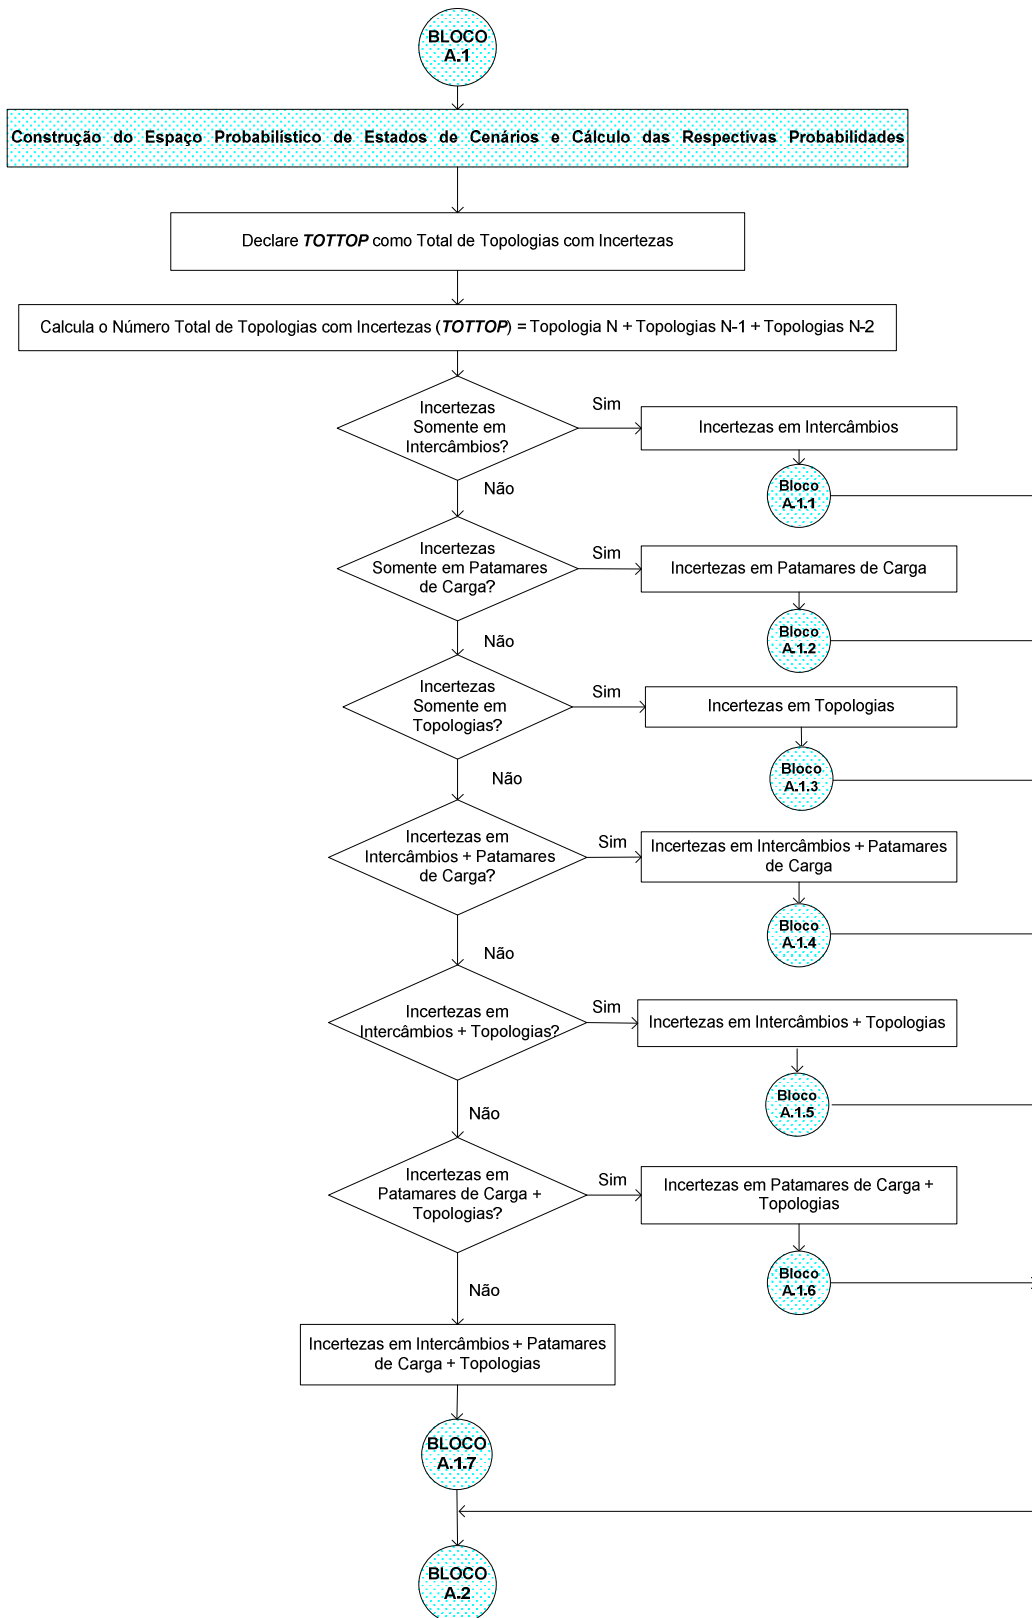 BLOCO
A.1
Construção do Espaço Probabilístico de Estados de Cenários e Cálculo das Respectivas Probabilidades
Declare TOTTOP como Total de Topologias com Incertezas
Calcula o Número Total de Topologias com Incertezas (TOTTOP) = Topologia N + Topologias N-1 + Topologias N-2
Incertezas
Somente em
Intercâmbios?
Sim
Incertezas em Intercâmbios
Bloco
A.1.1
Não
Incertezas
Somente em Patamares
de Carga?
Sim
Incertezas em Patamares de Carga
Bloco
A.1.2
Não
Incertezas
Somente em
Topologias?
Sim
Incertezas em Topologias
Bloco
A.1.3
Não
Incertezas em
Intercâmbios + Patamares
de Carga?
Sim
Incertezas em Intercâmbios + Patamares
de Carga
Bloco
A.1.4
Não
Incertezas em
Intercâmbios + Topologias?
Sim
Incertezas em Intercâmbios + Topologias
Bloco
A.1.5
Não
Incertezas em
Patamares de Carga +
Topologias?
Sim
Incertezas em Patamares de Carga +
Topologias
Bloco
A.1.6
Não
Incertezas em Intercâmbios + Patamares
de Carga + Topologias
BLOCO
A.1.7
BLOCO
A.2